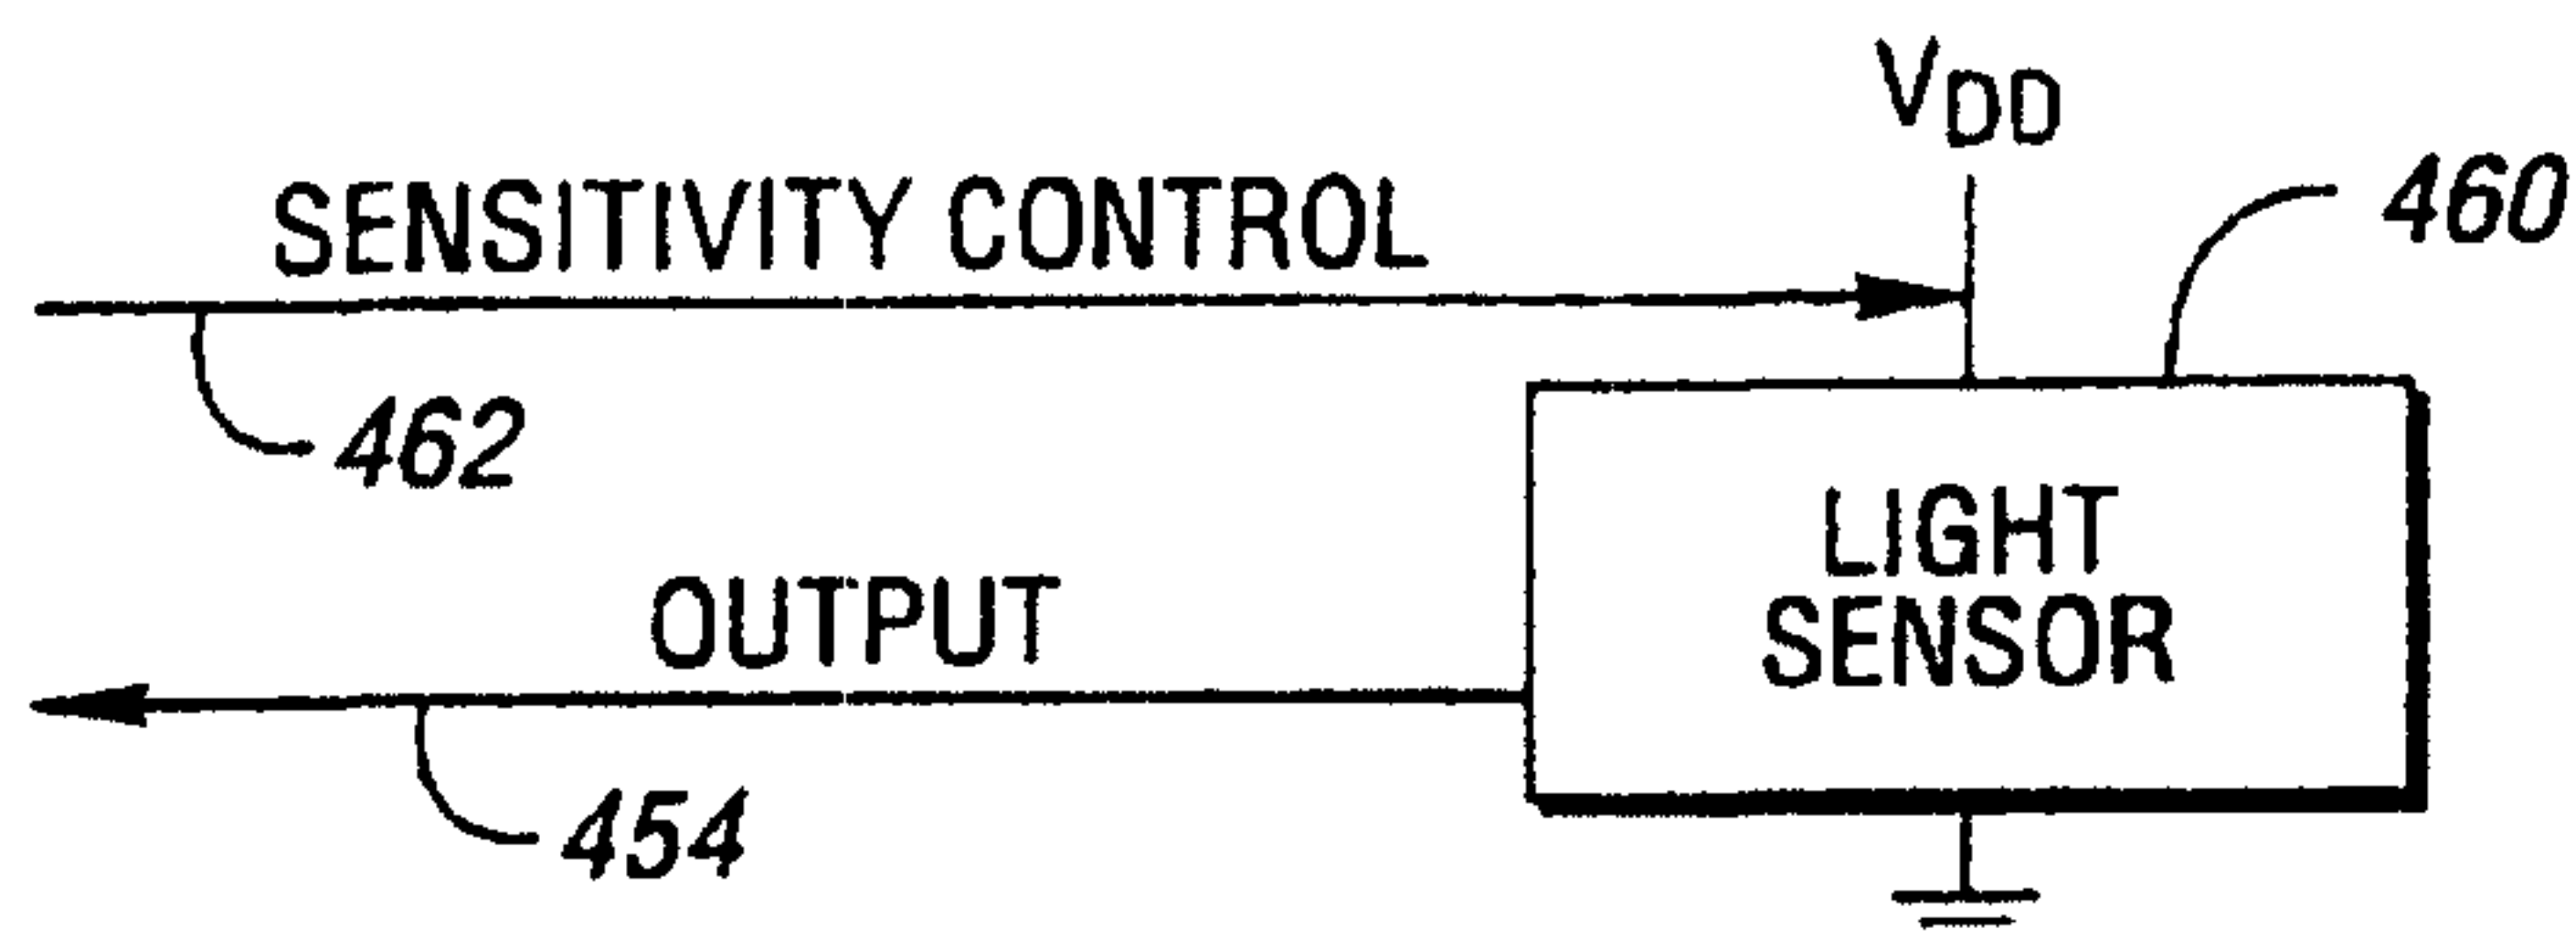 VDD
460
SENSITIVITY CONTROL
462
LIGHT
SENSOR
OUTPUT
454